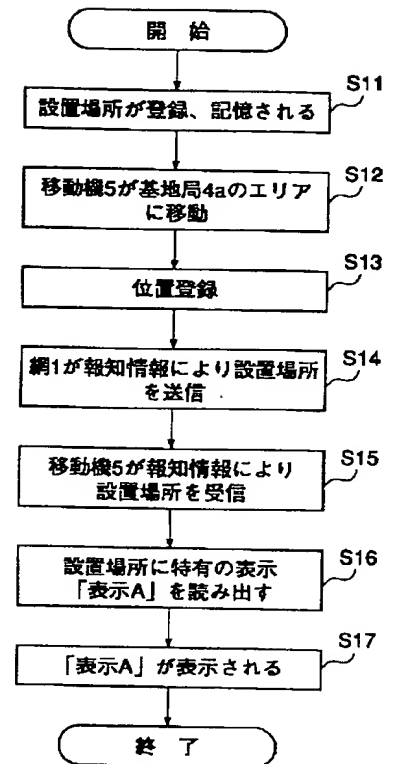 開 始
S11
設置場所が登録、記憶される
S12
移動機5が基地局4aのエリア
に移動
S13
位置登録
S14
網1が報知情報により設置場所
を送信
S15
移動機5が報知情報により
設置場所を受信
S16
設置場所に特有の表示
「表示A」を読み出す
S17
「表示A」が表示される
終 了